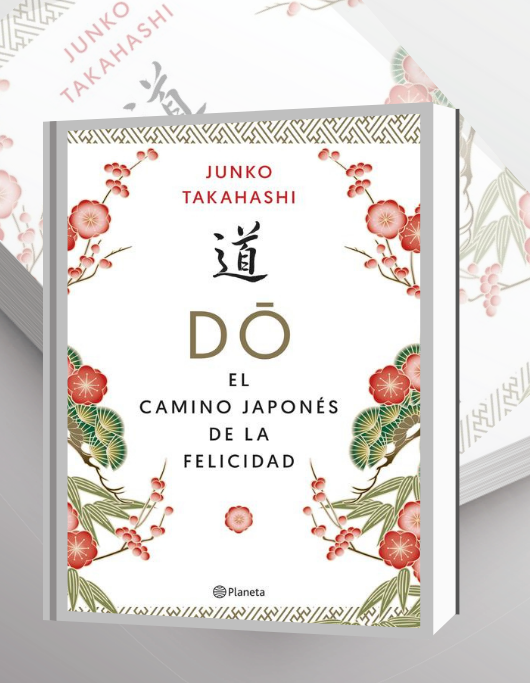 JUNKO
TAKAHASHI
道
JUNKO
TAKAHASHI
道
DŌ
EL
CAMINO JAPONÉS
DE LA
FELICIDAD
Planeta